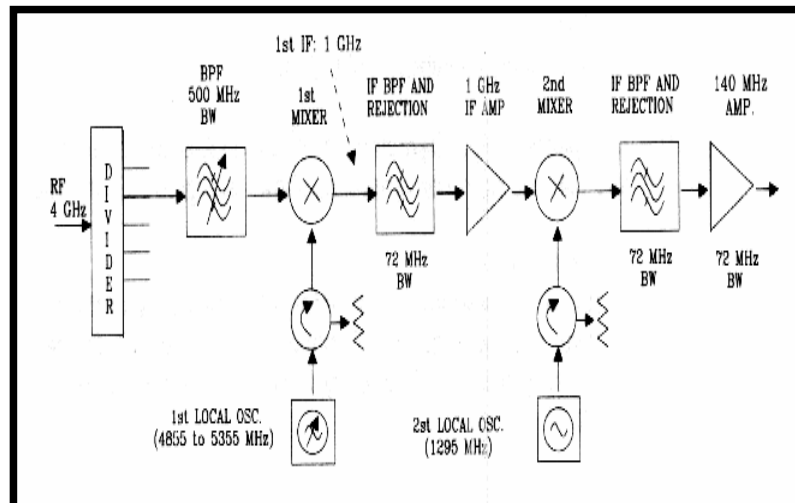 1st IF: 1 GHz
BPF
500 MHz
BW
1st
MIXER
IF BPF AND
REJECTION
1 GHz
IF AMP
2nd
MIXER
IF BPF AND
REJECTION
140 MHz
AMP.
RF
4 GHz
DIVIDER
72 MHz
BW
72 MHz
BW
72 MHz
BW
1st LOCAL OSC.
(4855 to 5355 MHz)
2st LOCAL OSC.
(1295 MHz)